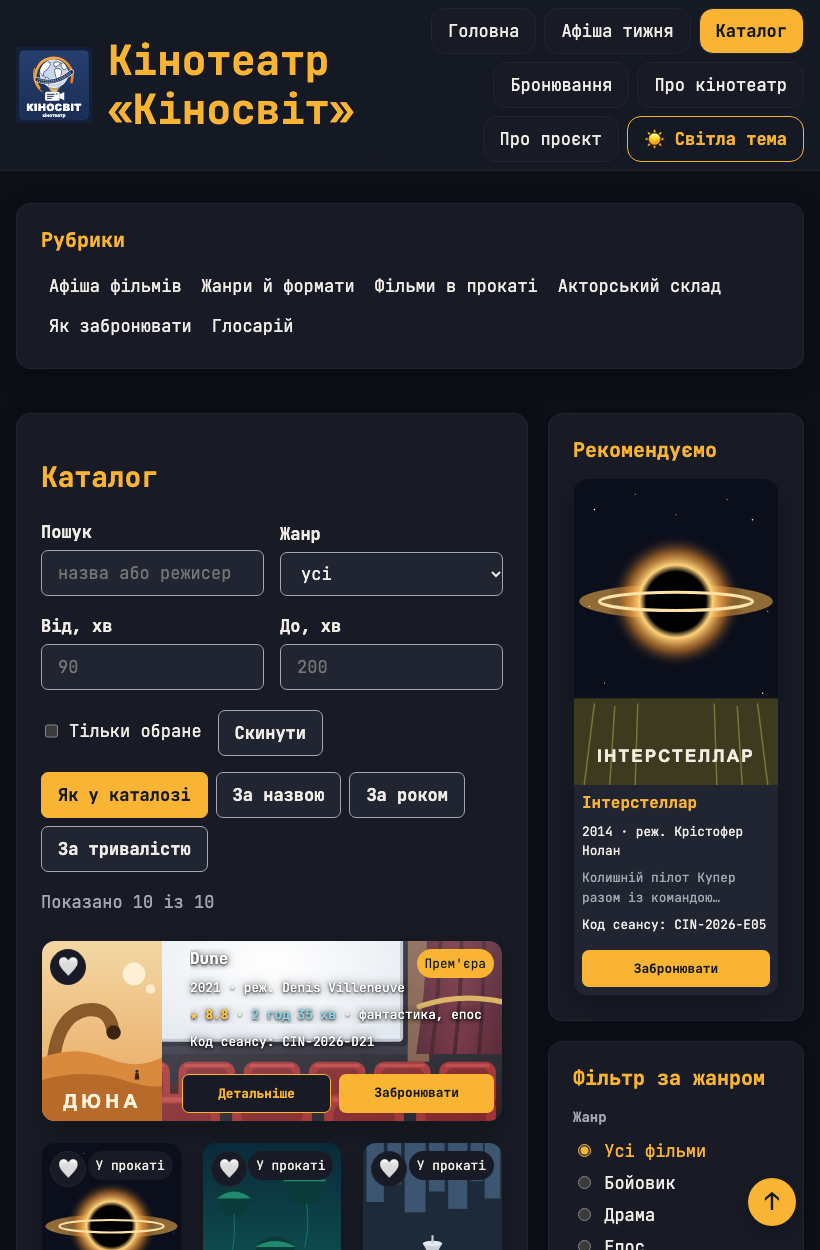 КІНОСВІТ
кінотеатр
Кінотеатр
«Кіносвіт»
Головна
Афіша тижня
Каталог
Бронювання
Про кінотеатр
Про проєкт
☀️ Світла тема
Рубрики
Афіша фільмів
Жанри й формати
Фільми в прокаті
Акторський склад
Як забронювати
Глосарій
Каталог
Пошук
назва або режисер
Жанр
усі
Від, хв
90
До, хв
200
Тільки обране
Скинути
Як у каталозі
За назвою
За роком
За тривалістю
Показано 10 із 10
Dune
Прем'єра
2021 · реж. Denis Villeneuve
★ 8.8 · 2 год 35 хв · фантастика, епос
Код сеансу: CIN-2026-D21
ДЮНА
Детальніше
Забронювати
У прокаті
У прокаті
У прокаті
Рекомендуємо
ІНТЕРСТЕЛЛАР
Інтерстеллар
2014 · реж. Крістофер
Нолан
Колишній пілот Купер
разом із командою…
Код сеансу: CIN-2026-E05
Забронювати
Фільтр за жанром
Жанр
Усі фільми
Бойовик
Драма
Епос